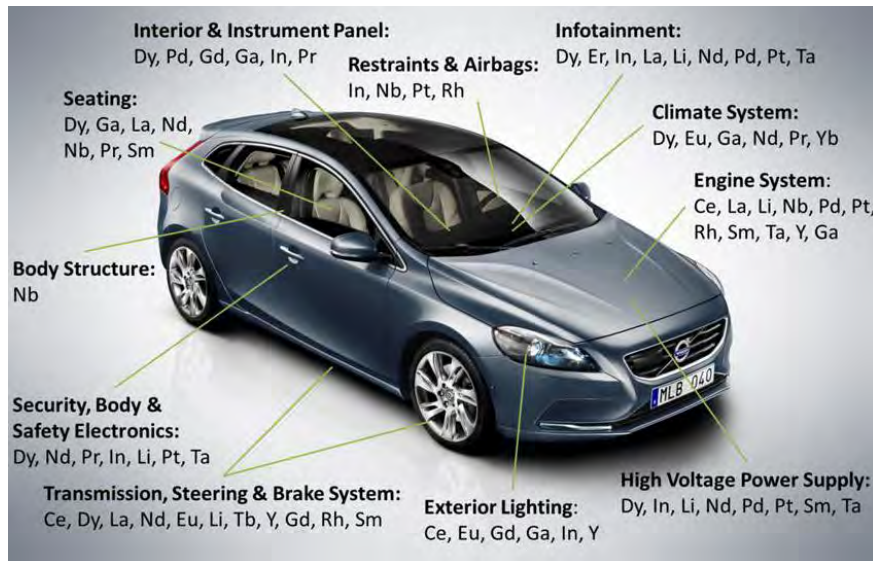 Interior & Instrument Panel:
Dy, Pd, Gd, Ga, In, Pr
Infotainment:
Dy, Er, In, La, Li, Nd, Pd, Pt, Ta
Restraints & Airbags:
In, Nb, Pt, Rh
Seating:
Dy, Ga, La, Nd,
Nb, Pr, Sm
Climate System:
Dy, Eu, Ga, Nd, Pr, Yb
Engine System:
Ce, La, Li, Nb, Pd, Pt,
Rh, Sm, Ta, Y, Ga
Body Structure:
Nb
MLB 040
Security, Body &
Safety Electronics:
Dy, Nd, Pr, In, Li, Pt, Ta
Transmission, Steering & Brake System:
Ce, Dy, La, Nd, Eu, Li, Tb, Y, Gd, Rh, Sm
Exterior Lighting:
Ce, Eu, Gd, Ga, In, Y
High Voltage Power Supply:
Dy, In, Li, Nd, Pd, Pt, Sm, Ta